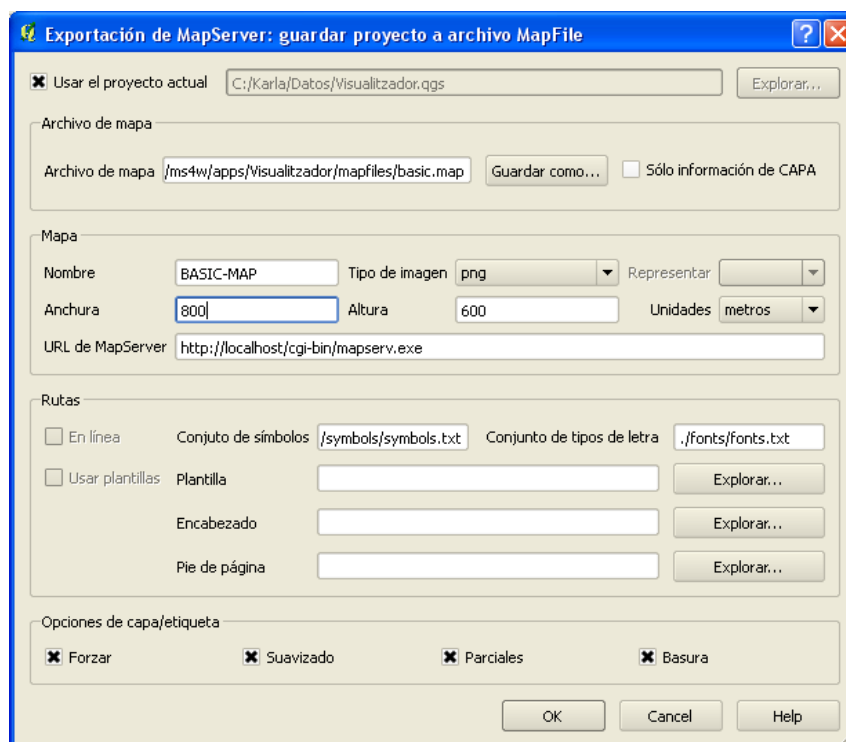 Exportación de MapServer: guardar proyecto a archivo MapFile
Usar el proyecto actual C:/Karla/Datos/Visualitzador.qgs Explorar...
Archivo de mapa
Archivo de mapa /ms4w/apps/Visualitzador/mapfiles/basic.map Guardar como... Sólo información de CAPA
Mapa
Nombre BASIC-MAP Tipo de imagen png Representar
Anchura 800 Altura 600 Unidades metros
URL de MapServer http://localhost/cgi-bin/mapserv.exe
Rutas
En línea Conjuto de símbolos /symbols/symbols.txt Conjunto de tipos de letra ./fonts/fonts.txt
Usar plantillas Plantilla Explorar...
Encabezado Explorar...
Pie de página Explorar...
Opciones de capa/etiqueta
Forzar Suavizado Parciales Basura
OK Cancel Help